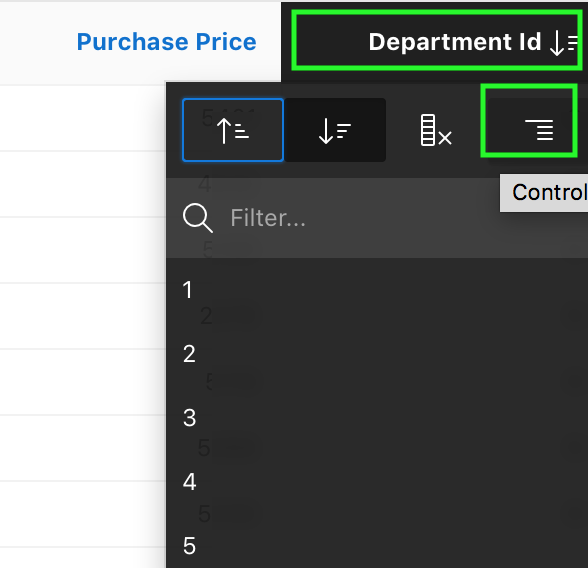 Purchase Price
Department Id
Control
Filter...
1
2
3
4
5